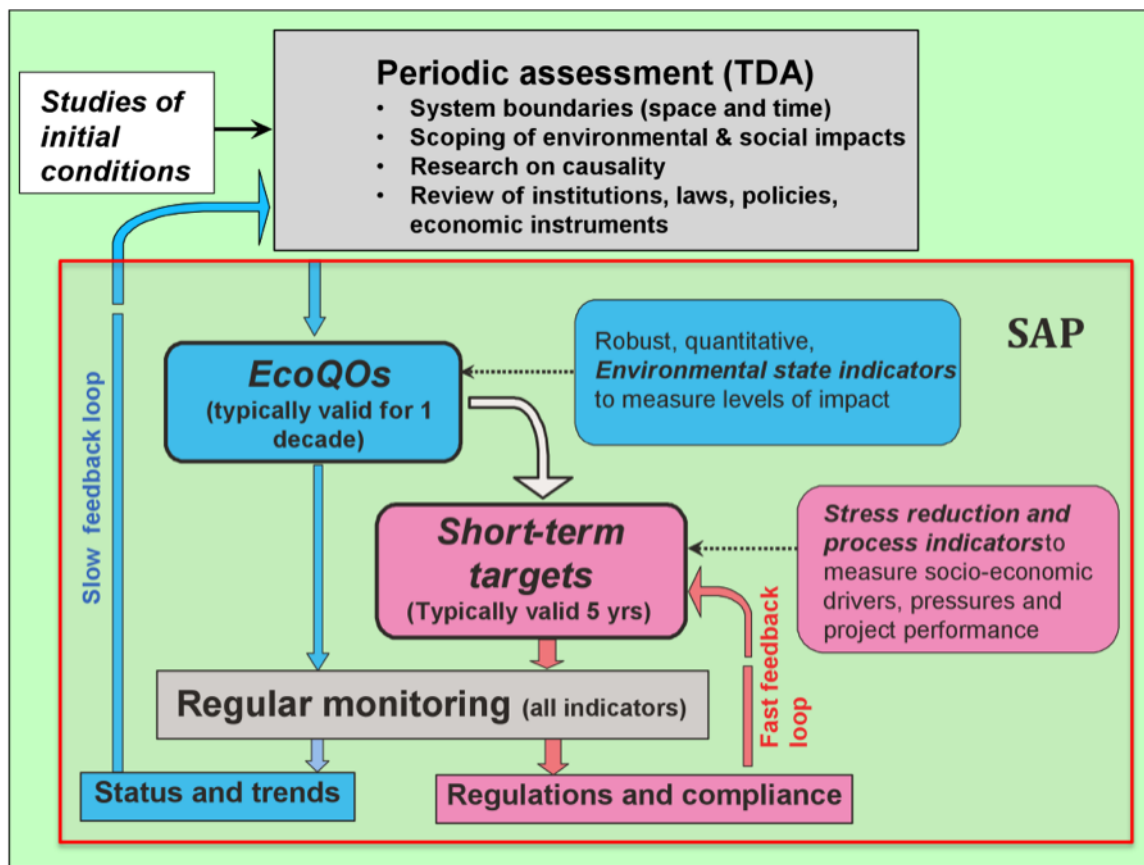 Periodic assessment (TDA)
• System boundaries (space and time)
• Scoping of environmental & social impacts
• Research on causality
• Review of institutions, laws, policies,
economic instruments
Studies of
initial
conditions
SAP
EcoQOs
(typically valid for 1
decade)
Robust, quantitative,
Environmental state indicators
to measure levels of impact
Short-term
targets
(Typically valid 5 yrs)
Stress reduction and
process indicators to
measure socio-economic
drivers, pressures and
project performance
Slow feedback loop
Fast feedback
loop
Regular monitoring (all indicators)
Status and trends
Regulations and compliance